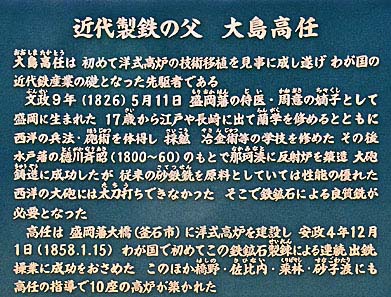 近代製鉄の父 大島高任
大島高任は 初めて洋式高炉の技術移植を見事に成し遂げ わが国の
近代鉄産業の礎となった先駆者である
文政9年(1826)5月11日 盛岡藩の侍医・周意の嫡子として
盛岡に生まれた 17歳から江戸や長崎に出て蘭学を修めるとともに
西洋の兵法・砲術を体得し 採鉱 冶金術等の学技を修めた その後
水戸藩の徳川斉昭(1800~60)のもとで那珂湊に反射炉を築造 大砲
鋳造に成功したが 従来の砂鉄銑を原料としていては性能の優れた
西洋の大砲には太刀打ちできなかった そこで鉄鉱石による良質銑が
必要となった
高任は 盛岡藩大橋(釜石市)に洋式高炉を建設し 安政4年12月
1日(1858.1.15) わが国で初めてこの鉄鉱石製錬による連続出銑
操業に成功をおさめた このほか橋野・佐比内・栗林・砂子渡にも
高任の指導で10座の高炉が築かれた